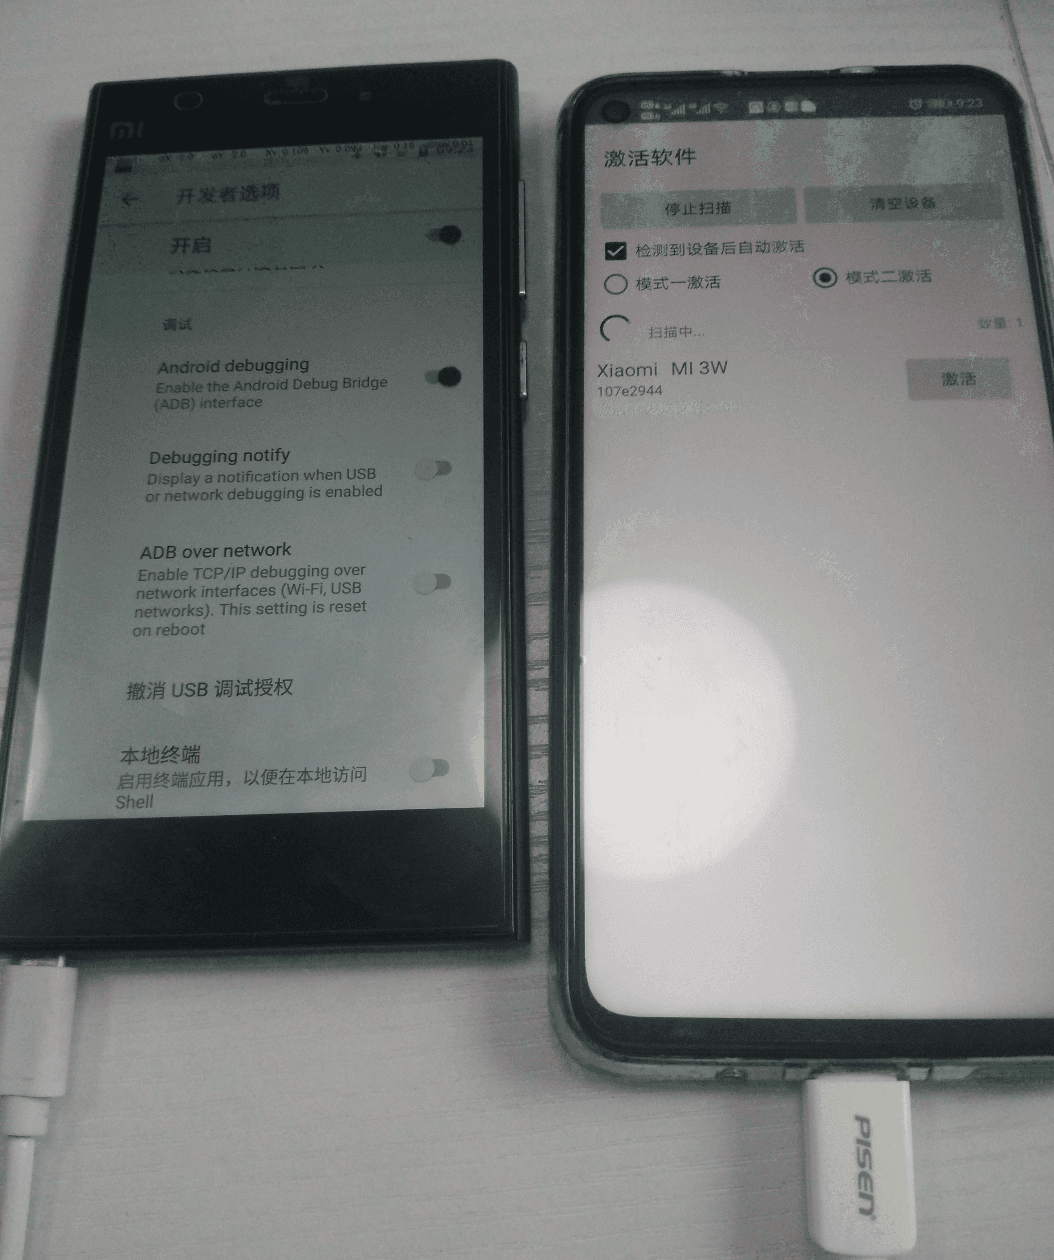 mi
开发者选项
开启
调试
Android debugging
Enable the Android Debug Bridge
(ADB) interface
Debugging notify
Display a notification when USB
or network debugging is enabled
ADB over network
Enable TCP/IP debugging over
network interfaces (Wi-Fi, USB
networks). This setting is reset
on reboot
撤消 USB 调试授权
本地终端
启用终端应用，以便在本地访问
Shell
9:23
激活软件
停止扫描
清空设备
检测到设备后自动激活
模式一激活
模式二激活
扫描中...
数量: 1
Xiaomi MI 3W
107e2944
激活
PISEN